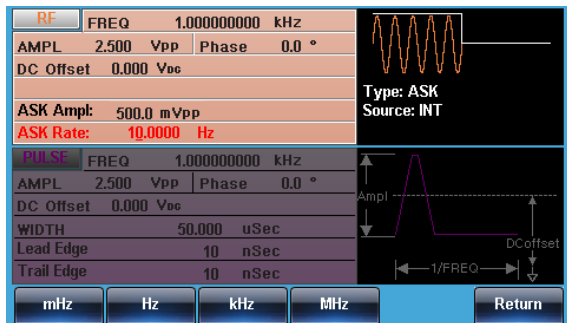 RF FREQ 1.000000000 kHz
AMPL 2.500 Vpp Phase 0.0 °
DC Offset 0.000 VDC
ASK Ampl: 500.0 mVpp
ASK Rate: 10.0000 Hz
Type: ASK
Source: INT
PULSE FREQ 1.000000000 kHz
AMPL 2.500 Vpp Phase 0.0 °
DC Offset 0.000 VDC
WIDTH 50.000 uSec
Lead Edge 10 nSec
Trail Edge 10 nSec
Ampl
DCoffset
1/FREQ
mHz Hz kHz MHz Return